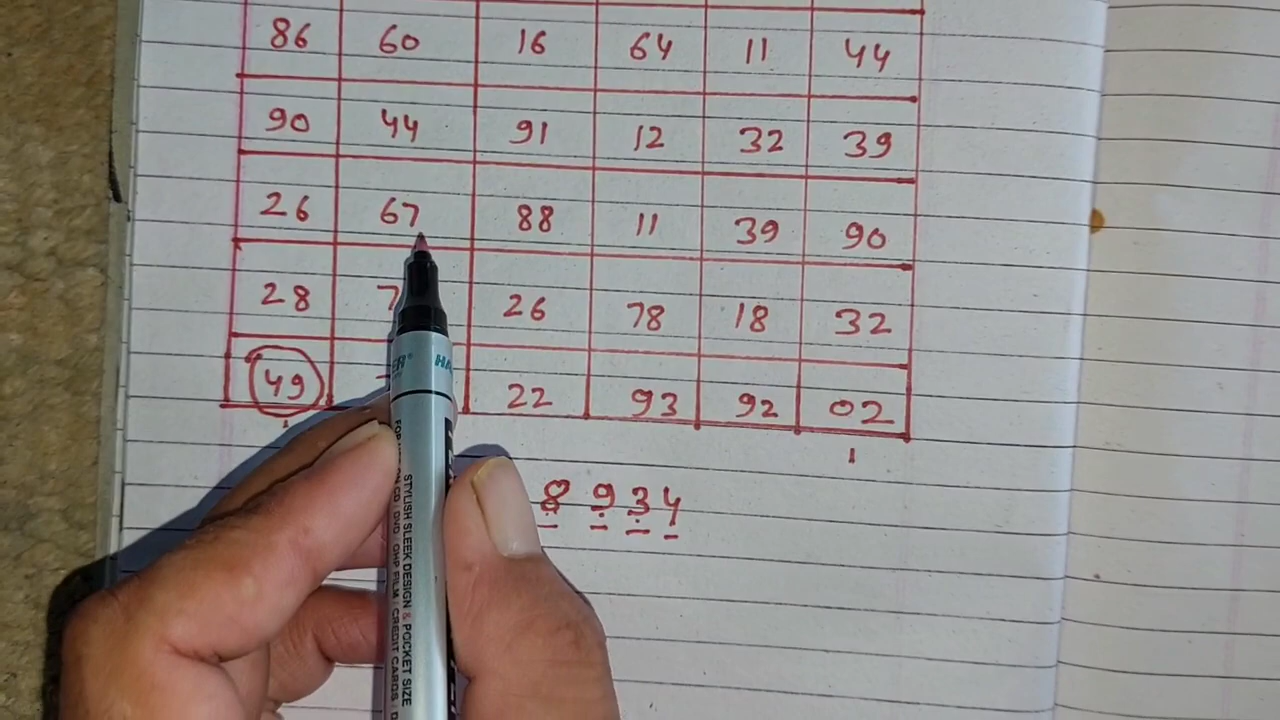 86 60 16 64 11 44
90 44 91 12 32 39
26 67 88 11 39 90
28 26 78 18 32
49 22 93 92 02
8 9 3 4
STYLISH SLEEK DESIGN & POCKET SIZE